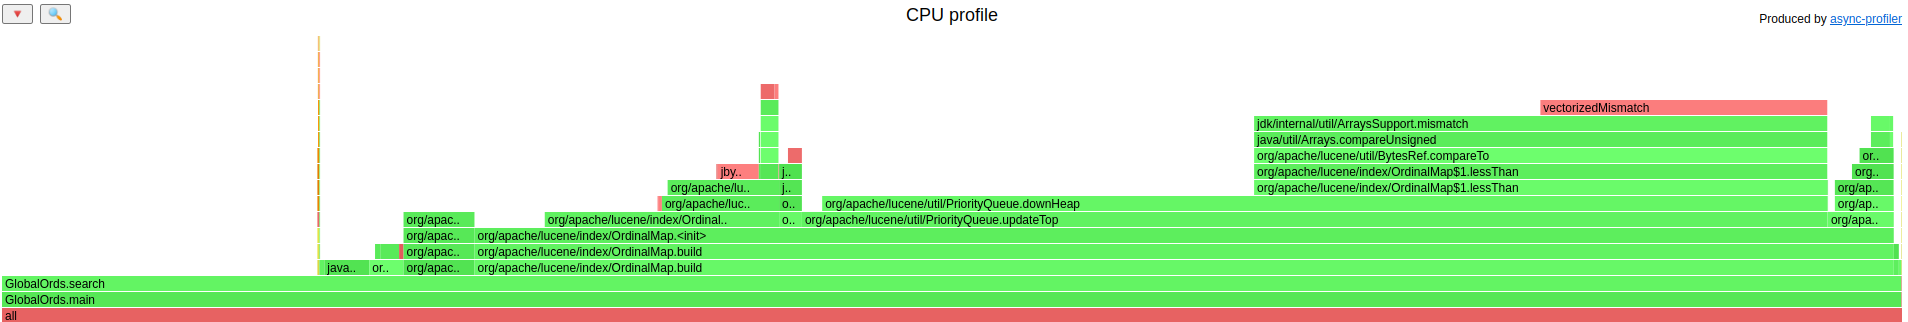 CPU profile
Produced by async-profiler
vectorizedMismatch
jdk/internal/util/ArraysSupport.mismatch
java/util/Arrays.compareUnsigned
org/apache/lucene/util/BytesRef.compareTo or..
jby.. j.. org/apache/lucene/index/OrdinalMap$1.lessThan org..
org/apache/lu.. j.. org/apache/lucene/index/OrdinalMap$1.lessThan org/ap..
org/apache/luc.. o.. org/apache/lucene/util/PriorityQueue.downHeap org/ap..
org/apac.. org/apache/lucene/index/Ordinal.. o.. org/apache/lucene/util/PriorityQueue.updateTop org/apa..
org/apac.. org/apache/lucene/index/OrdinalMap.<init>
org/apac.. org/apache/lucene/index/OrdinalMap.build
java.. or.. org/apac.. org/apache/lucene/index/OrdinalMap.build
GlobalOrds.search
GlobalOrds.main
all